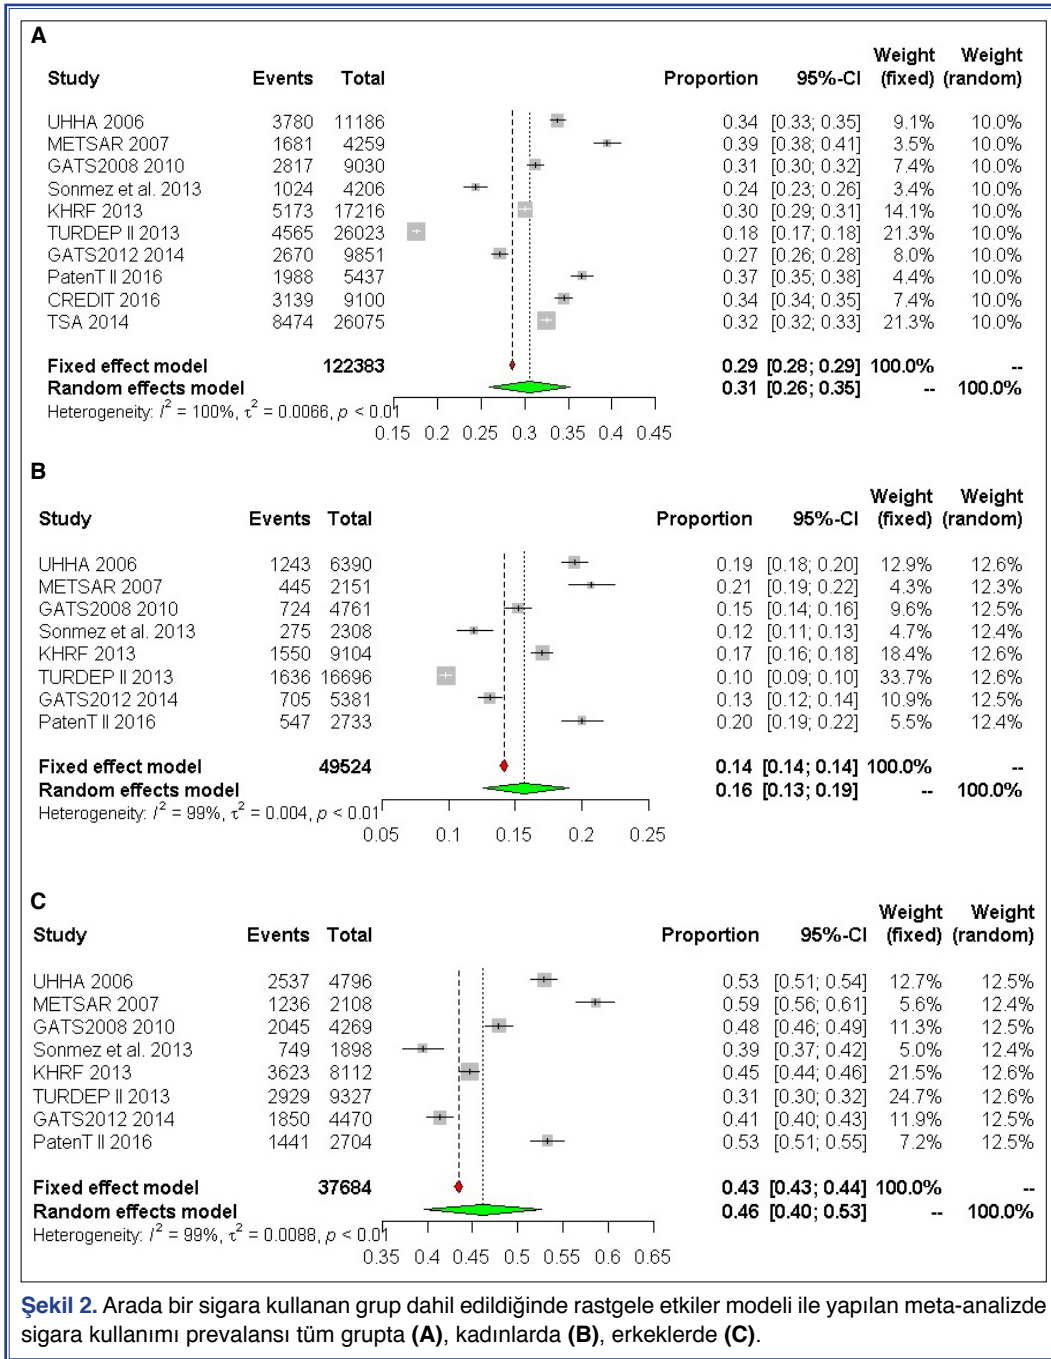 A
Weight Weight
Study Events Total Proportion 95%-CI (fixed) (random)
UHHA 2006 3780 11186 0.34 [0.33; 0.35] 9.1% 10.0%
METSAR 2007 1681 4259 0.39 [0.38; 0.41] 3.5% 10.0%
GATS2008 2010 2817 9030 0.31 [0.30; 0.32] 7.4% 10.0%
Sonmez et al. 2013 1024 4206 0.24 [0.23; 0.26] 3.4% 10.0%
KHRF 2013 5173 17216 0.30 [0.29; 0.31] 14.1% 10.0%
TURDEP II 2013 4565 26023 0.18 [0.17; 0.18] 21.3% 10.0%
GATS2012 2014 2670 9851 0.27 [0.26; 0.28] 8.0% 10.0%
PatenT II 2016 1988 5437 0.37 [0.35; 0.38] 4.4% 10.0%
CREDIT 2016 3139 9100 0.34 [0.34; 0.35] 7.4% 10.0%
TSA 2014 8474 26075 0.32 [0.32; 0.33] 21.3% 10.0%
Fixed effect model 122383 0.29 [0.28; 0.29] 100.0% --
Random effects model 0.31 [0.26; 0.35] -- 100.0%
Heterogeneity: I² = 100%, τ² = 0.0066, p < 0.01
0.15 0.2 0.25 0.3 0.35 0.4 0.45
B
Weight Weight
Study Events Total Proportion 95%-CI (fixed) (random)
UHHA 2006 1243 6390 0.19 [0.18; 0.20] 12.9% 12.6%
METSAR 2007 445 2151 0.21 [0.19; 0.22] 4.3% 12.3%
GATS2008 2010 724 4761 0.15 [0.14; 0.16] 9.6% 12.5%
Sonmez et al. 2013 275 2308 0.12 [0.11; 0.13] 4.7% 12.4%
KHRF 2013 1550 9104 0.17 [0.16; 0.18] 18.4% 12.6%
TURDEP II 2013 1636 16696 0.10 [0.09; 0.10] 33.7% 12.6%
GATS2012 2014 705 5381 0.13 [0.12; 0.14] 10.9% 12.5%
PatenT II 2016 547 2733 0.20 [0.19; 0.22] 5.5% 12.4%
Fixed effect model 49524 0.14 [0.14; 0.14] 100.0% --
Random effects model 0.16 [0.13; 0.19] -- 100.0%
Heterogeneity: I² = 99%, τ² = 0.004, p < 0.01
0.05 0.1 0.15 0.2 0.25
C
Weight Weight
Study Events Total Proportion 95%-CI (fixed) (random)
UHHA 2006 2537 4796 0.53 [0.51; 0.54] 12.7% 12.5%
METSAR 2007 1236 2108 0.59 [0.56; 0.61] 5.6% 12.4%
GATS2008 2010 2045 4269 0.48 [0.46; 0.49] 11.3% 12.5%
Sonmez et al. 2013 749 1898 0.39 [0.37; 0.42] 5.0% 12.4%
KHRF 2013 3623 8112 0.45 [0.44; 0.46] 21.5% 12.6%
TURDEP II 2013 2929 9327 0.31 [0.30; 0.32] 24.7% 12.6%
GATS2012 2014 1850 4470 0.41 [0.40; 0.43] 11.9% 12.5%
PatenT II 2016 1441 2704 0.53 [0.51; 0.55] 7.2% 12.5%
Fixed effect model 37684 0.43 [0.43; 0.44] 100.0% --
Random effects model 0.46 [0.40; 0.53] -- 100.0%
Heterogeneity: I² = 99%, τ² = 0.0088, p < 0.01
0.35 0.4 0.45 0.5 0.55 0.6 0.65
Şekil 2. Arada bir sigara kullanan grup dahil edildiğinde rastgele etkiler modeli ile yapılan meta-analizde
sigara kullanımı prevalansı tüm grupta (A), kadınlarda (B), erkeklerde (C).